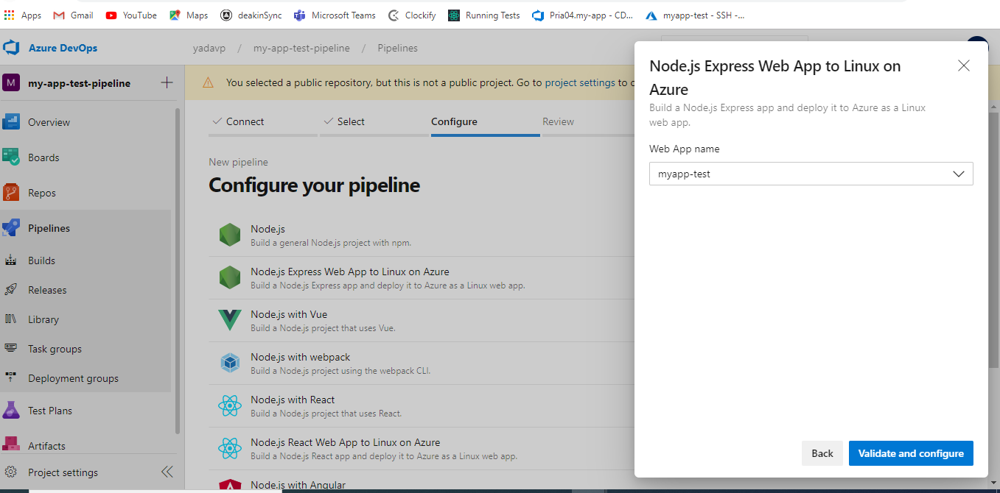 Apps Gmail YouTube Maps deakinSync Microsoft Teams Clockify Running Tests Pria04.my-app - CD... myapp-test - SSH -...
Azure DevOps
yadavp / my-app-test-pipeline / Pipelines
M my-app-test-pipeline
Overview
Boards
Repos
Pipelines
Builds
Releases
Library
Task groups
Deployment groups
Test Plans
Artifacts
Project settings
You selected a public repository, but this is not a public project. Go to project settings to c
Connect Select Configure Review
New pipeline
Configure your pipeline
Node.js
Build a general Node.js project with npm.
Node.js Express Web App to Linux on Azure
Build a Node.js Express app and deploy it to Azure as a Linux web app.
Node.js with Vue
Build a Node.js project that uses Vue.
Node.js with webpack
Build a Node.js project using the webpack CLI.
Node.js with React
Build a Node.js project that uses React.
Node.js React Web App to Linux on Azure
Build a Node.js React app and deploy it to Azure as a Linux web app.
Node.js with Angular
Node.js Express Web App to Linux on
Azure
Build a Node.js Express app and deploy it to Azure as a Linux
web app.
Web App name
myapp-test
Back Validate and configure